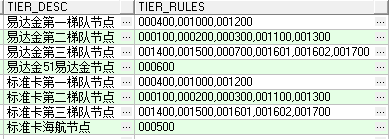 TIER_DESC TIER_RULES
易达金第一梯队节点 ··· 000400,001000,001200 ···
易达金第二梯队节点 ··· 000100,000200,000300,001100,001300 ···
易达金第三梯队节点 ··· 001400,001500,000700,001601,001602,001700 ···
易达金51易达金节点 ··· 000600 ···
标准卡第一梯队节点 ··· 000400,001000,001200 ···
标准卡第二梯队节点 ··· 000100,000200,000300,001100,001300 ···
标准卡第三梯队节点 ··· 001400,001500,001601,001602,001700 ···
标准卡海航节点 ··· 000500 ···